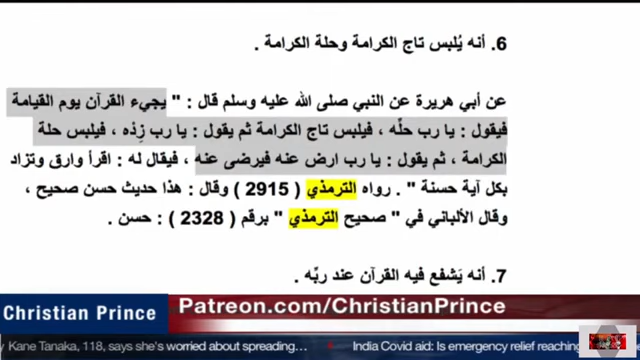 6. أنه يُلبس تاج الكرامة وحلة الكرامة .
عن أبي هريرة عن النبي صلى الله عليه وسلم قال : " يجيء القرآن يوم القيامة
فيقول : يا رب حلِّه ، فيلبس تاج الكرامة ثم يقول : يا رب زِدْه ، فيلبس حلة
الكرامة ، ثم يقول : يا رب ارض عنه فيرضى عنه ، فيقال له : اقرأ وارق وتزاد
بكل آية حسنة " . رواه الترمذي ( 2915 ) وقال : هذا حديث حسن صحيح ،
وقال الألباني في " صحيح الترمذي " برقم ( 2328 ) : حسن .
7. أنه يَشفع فيه القرآن عند ربِّه .
Christian Prince
Patreon.com/ChristianPrince
Kane Tanaka, 118, says she's worried about spreading… India Covid aid: Is emergency relief reaching